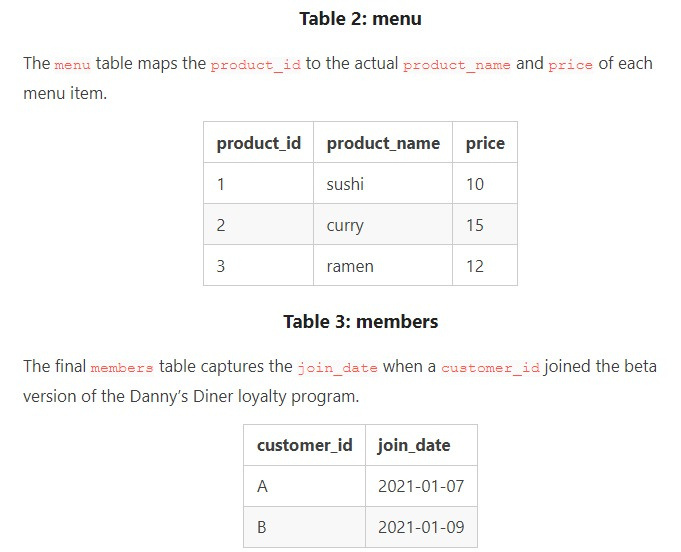 Table 2: menu
The menu table maps the product_id to the actual product_name and price of each
menu item.
product_id product_name price
1 sushi 10
2 curry 15
3 ramen 12
Table 3: members
The final members table captures the join_date when a customer_id joined the beta
version of the Danny’s Diner loyalty program.
customer_id join_date
A 2021-01-07
B 2021-01-09